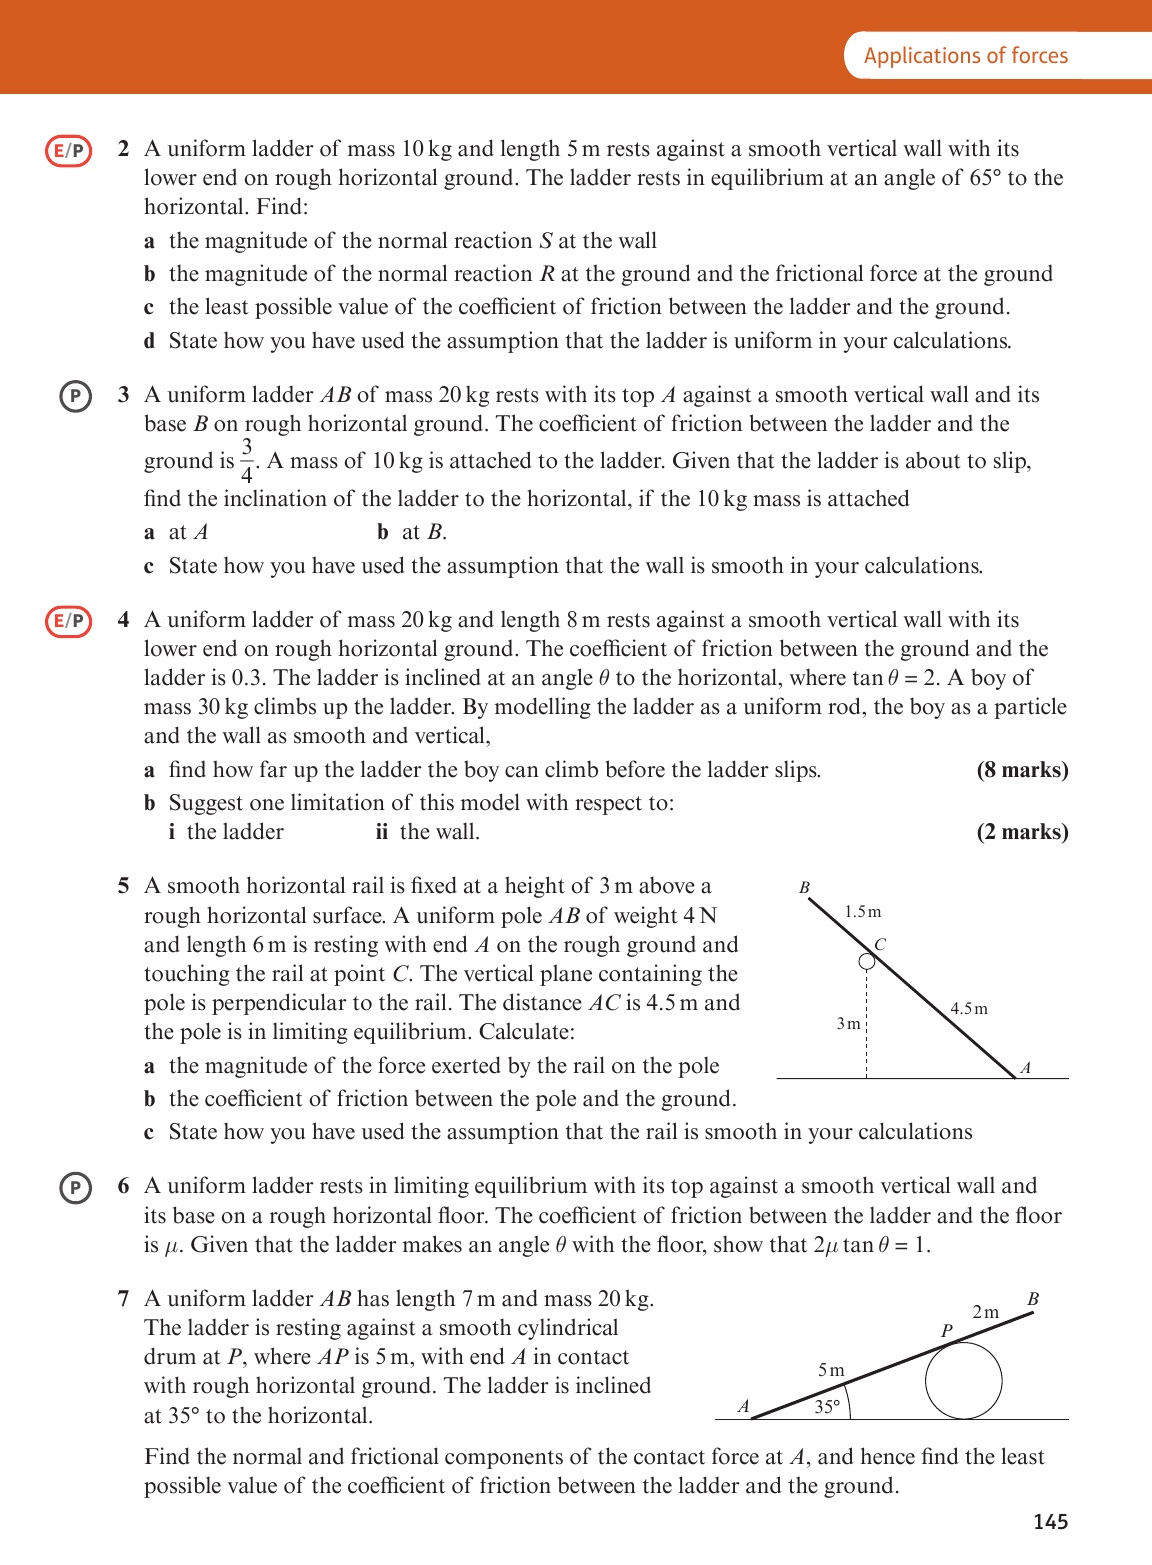 Applications of forces
E/P 2 A uniform ladder of mass 10 kg and length 5 m rests against a smooth vertical wall with its
lower end on rough horizontal ground. The ladder rests in equilibrium at an angle of 65° to the
horizontal. Find:
a the magnitude of the normal reaction S at the wall
b the magnitude of the normal reaction R at the ground and the frictional force at the ground
c the least possible value of the coefficient of friction between the ladder and the ground.
d State how you have used the assumption that the ladder is uniform in your calculations.
P 3 A uniform ladder AB of mass 20 kg rests with its top A against a smooth vertical wall and its
base B on rough horizontal ground. The coefficient of friction between the ladder and the
ground is 3/4. A mass of 10 kg is attached to the ladder. Given that the ladder is about to slip,
find the inclination of the ladder to the horizontal, if the 10 kg mass is attached
a at A b at B.
c State how you have used the assumption that the wall is smooth in your calculations.
E/P 4 A uniform ladder of mass 20 kg and length 8 m rests against a smooth vertical wall with its
lower end on rough horizontal ground. The coefficient of friction between the ground and the
ladder is 0.3. The ladder is inclined at an angle θ to the horizontal, where tan θ = 2. A boy of
mass 30 kg climbs up the ladder. By modelling the ladder as a uniform rod, the boy as a particle
and the wall as smooth and vertical,
a find how far up the ladder the boy can climb before the ladder slips. (8 marks)
b Suggest one limitation of this model with respect to:
i the ladder ii the wall. (2 marks)
5 A smooth horizontal rail is fixed at a height of 3 m above a
rough horizontal surface. A uniform pole AB of weight 4 N
and length 6 m is resting with end A on the rough ground and
touching the rail at point C. The vertical plane containing the
pole is perpendicular to the rail. The distance AC is 4.5 m and
the pole is in limiting equilibrium. Calculate:
a the magnitude of the force exerted by the rail on the pole
b the coefficient of friction between the pole and the ground.
c State how you have used the assumption that the rail is smooth in your calculations
B
1.5 m
C
4.5 m
3 m
A
P 6 A uniform ladder rests in limiting equilibrium with its top against a smooth vertical wall and
its base on a rough horizontal floor. The coefficient of friction between the ladder and the floor
is μ. Given that the ladder makes an angle θ with the floor, show that 2μ tan θ = 1.
7 A uniform ladder AB has length 7 m and mass 20 kg.
The ladder is resting against a smooth cylindrical
drum at P, where AP is 5 m, with end A in contact
with rough horizontal ground. The ladder is inclined
at 35° to the horizontal.
B
2 m
P
5 m
A
35°
Find the normal and frictional components of the contact force at A, and hence find the least
possible value of the coefficient of friction between the ladder and the ground.
145